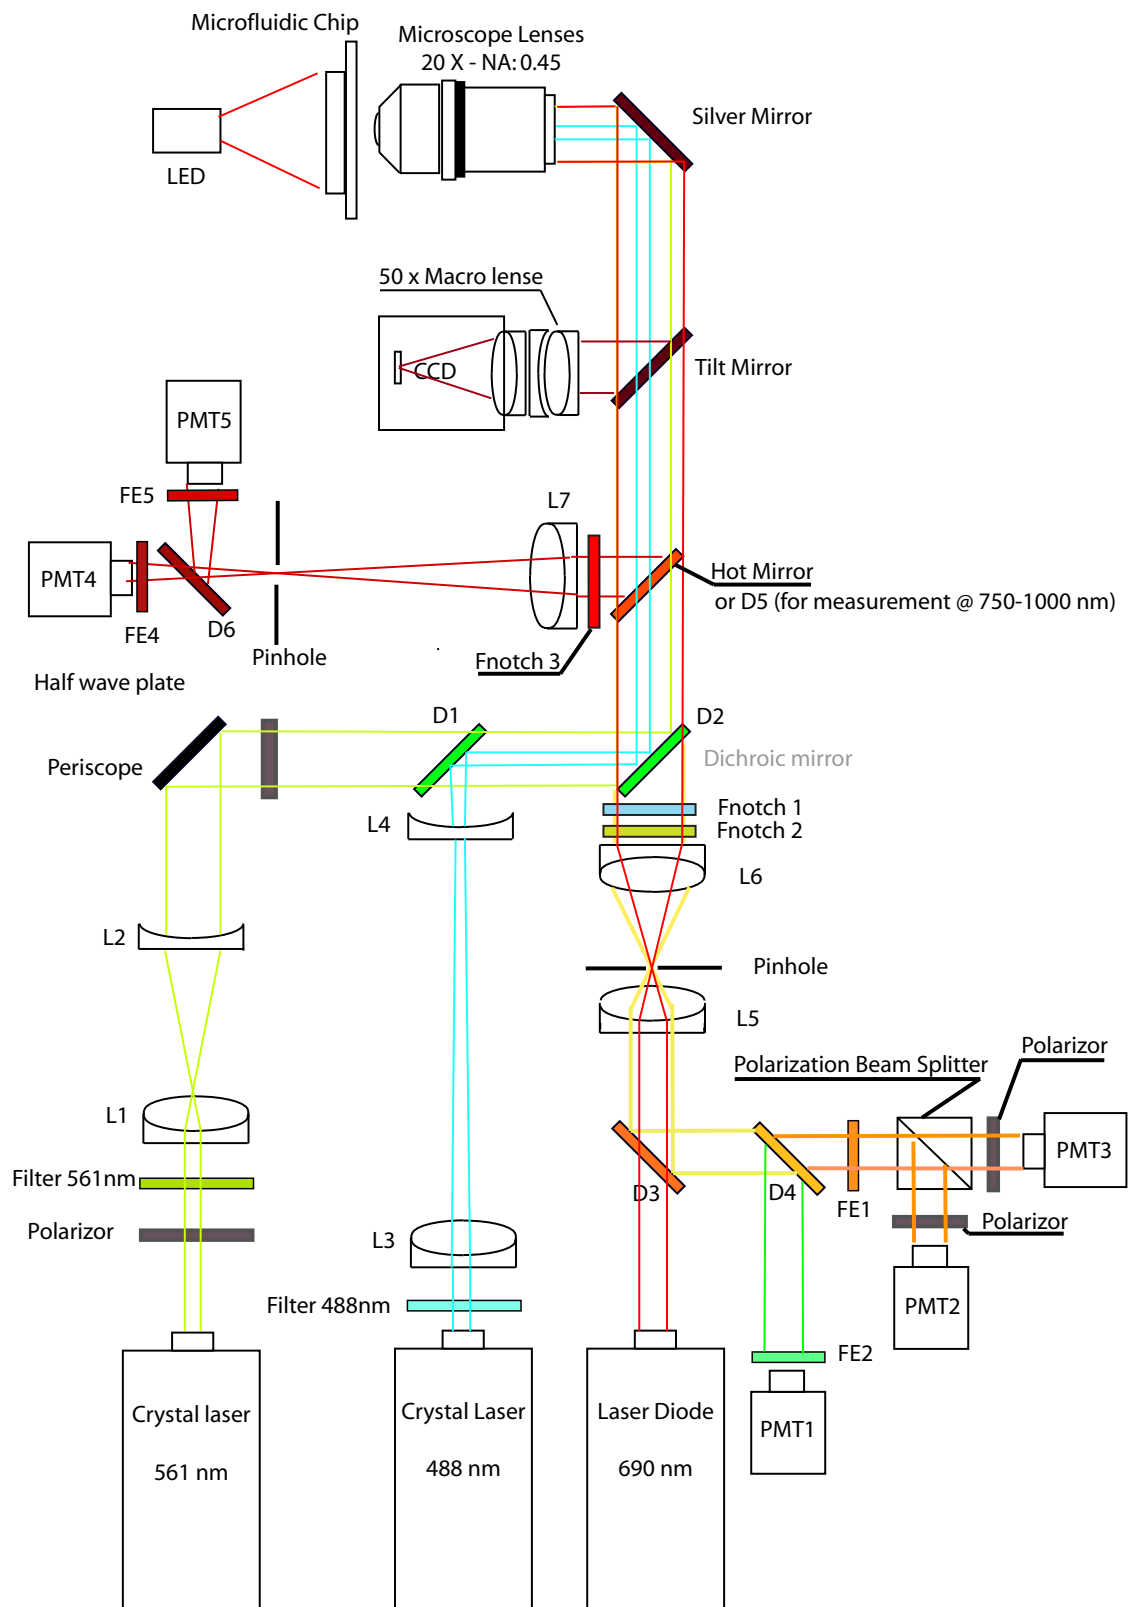 Microfluidic Chip
Microscope Lenses
20 X - NA: 0.45
Silver Mirror
LED
50 x Macro lense
CCD
Tilt Mirror
PMT5
FE5
L7
PMT4
Hot Mirror
or D5 (for measurement @ 750-1000 nm)
FE4
D6
Pinhole
Fnotch 3
Half wave plate
D1
D2
Periscope
Dichroic mirror
Fnotch 1
L4
Fnotch 2
L6
L2
Pinhole
L5
Polarizor
Polarization Beam Splitter
L1
PMT3
Filter 561nm
D3
D4
FE1
Polarizor
Polarizor
L3
Filter 488nm
PMT2
FE2
Crystal laser
561 nm
Crystal Laser
488 nm
Laser Diode
690 nm
PMT1